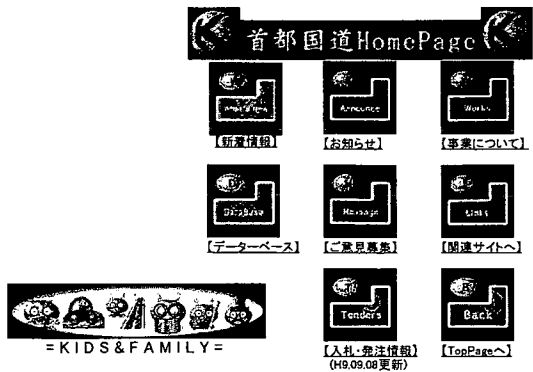 首都国道HomePage
What's New
Announce
Works
【新着情報】
【お知らせ】
【事業について】
DataBase
Message
Links
【データーベース】
【ご意見募集】
【関連サイトへ】
Tenders
Back
=KIDS&FAMILY=
【入札・発注情報】
【TopPageへ】
(H9,09,08更新)